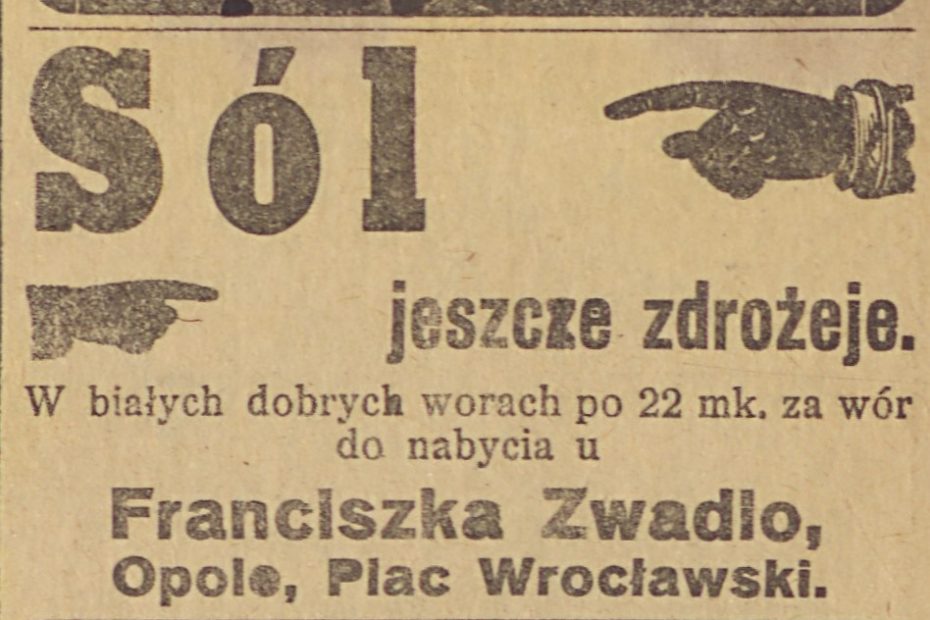 Sól
jeszcze zdrożeje.
W białych dobrych worach po 22 mk. za wór
do nabycia u
Franciszka Zwadlo,
Opole, Plac Wrocławski.